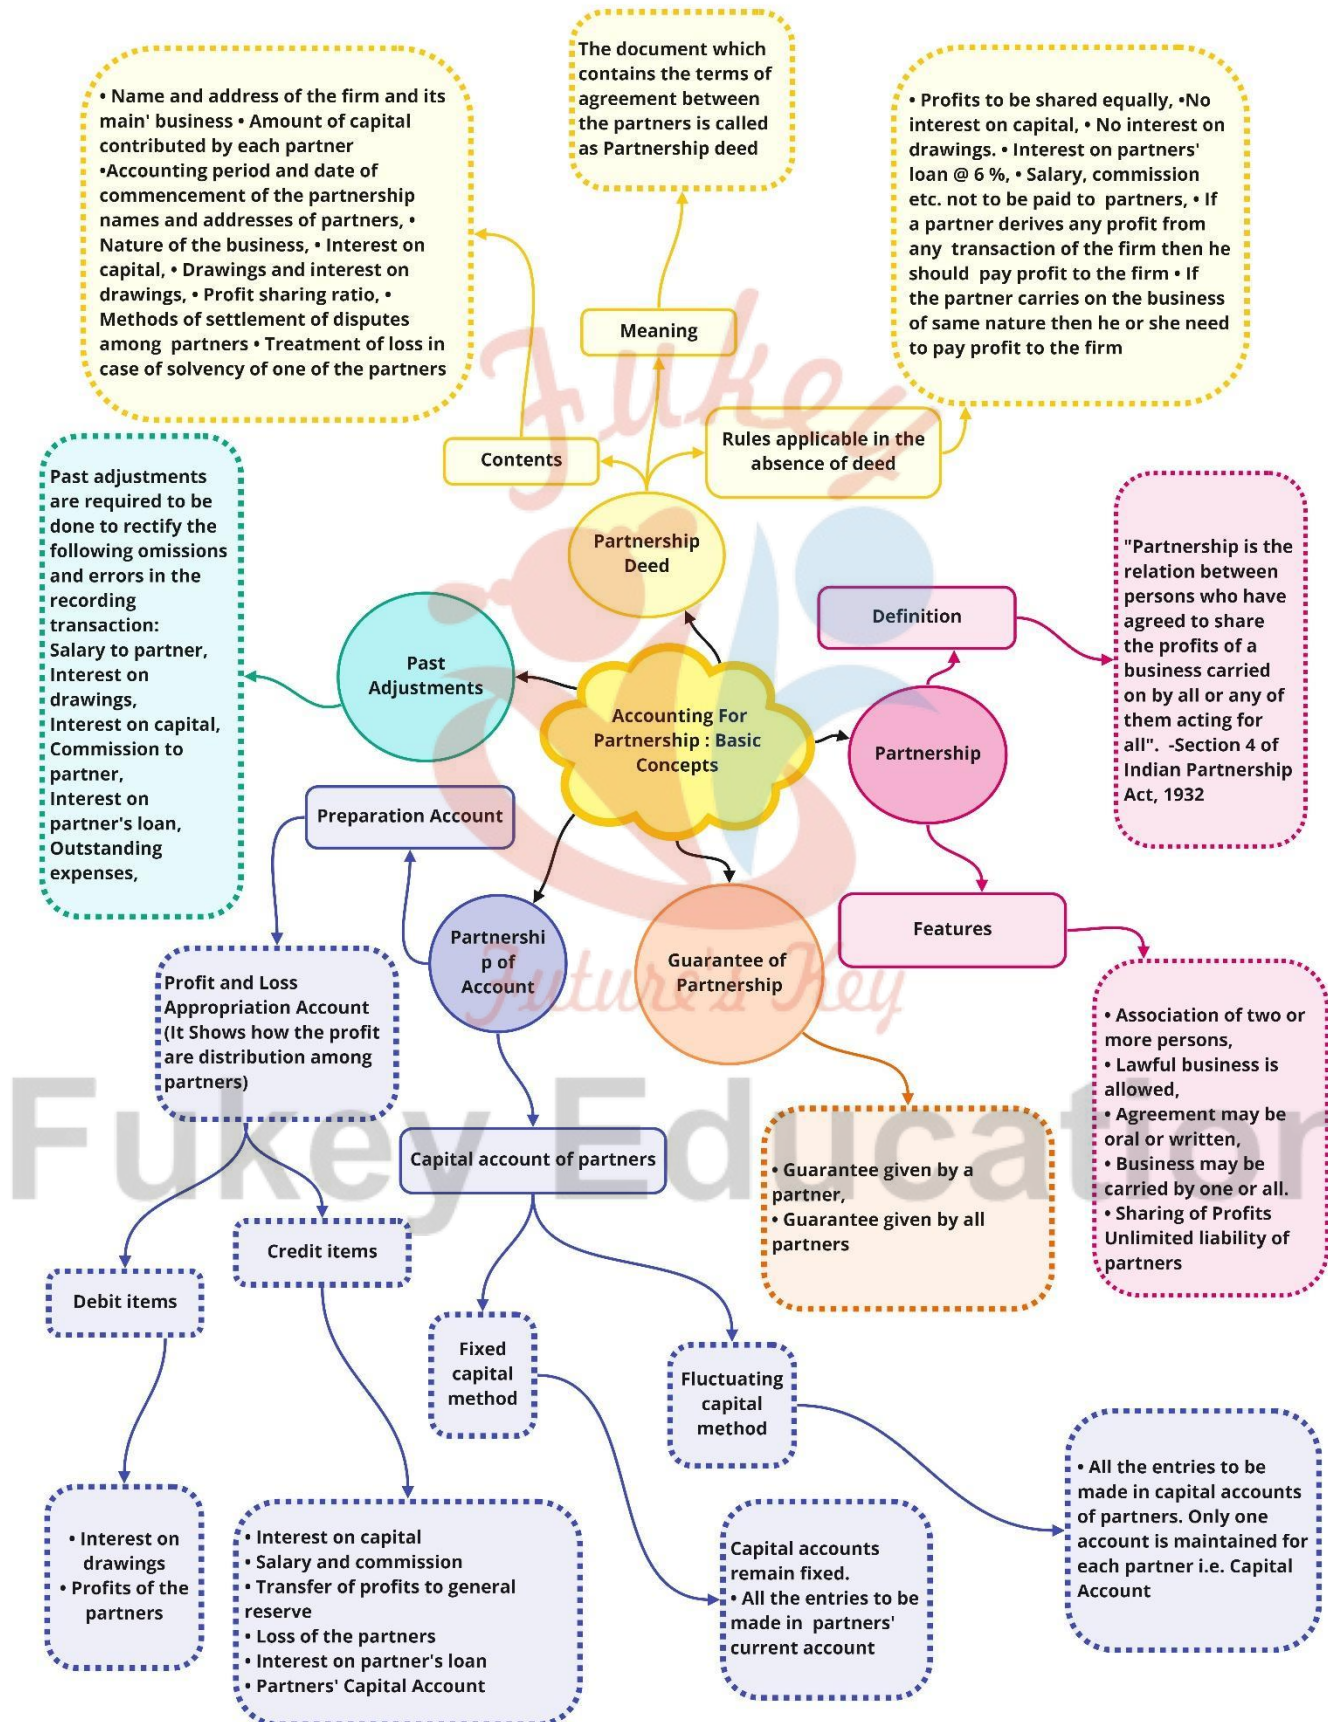 The document which
contains the terms of
agreement between
the partners is called
as Partnership deed
• Name and address of the firm and its
main' business • Amount of capital
contributed by each partner
•Accounting period and date of
commencement of the partnership
names and addresses of partners, •
Nature of the business, • Interest on
capital, • Drawings and interest on
drawings, • Profit sharing ratio, •
Methods of settlement of disputes
among partners • Treatment of loss in
case of solvency of one of the partners
• Profits to be shared equally, •No
interest on capital, • No interest on
drawings. • Interest on partners'
loan @ 6 %, • Salary, commission
etc. not to be paid to partners, • If
a partner derives any profit from
any transaction of the firm then he
should pay profit to the firm • If
the partner carries on the business
of same nature then he or she need
to pay profit to the firm
Meaning
Contents
Rules applicable in the
absence of deed
Partnership
Deed
Fukey
Past adjustments
are required to be
done to rectify the
following omissions
and errors in the
recording
transaction:
Salary to partner,
Interest on
drawings,
Interest on capital,
Commission to
partner,
Interest on
partner's loan,
Outstanding
expenses,
Past
Adjustments
Accounting For
Partnership : Basic
Concepts
Definition
"Partnership is the
relation between
persons who have
agreed to share
the profits of a
business carried
on by all or any of
them acting for
all". -Section 4 of
Indian Partnership
Act, 1932
Partnership
Features
• Association of two or
more persons,
• Lawful business is
allowed,
• Agreement may be
oral or written,
• Business may be
carried by one or all.
• Sharing of Profits
Unlimited liability of
partners
Preparation Account
Partnershi
p of
Account
Guarantee of
Partnership
Future's Key
• Guarantee given by a
partner,
• Guarantee given by all
partners
Profit and Loss
Appropriation Account
(It Shows how the profit
are distribution among
partners)
Fukey Education
Capital account of partners
Debit items
Credit items
Fixed
capital
method
Fluctuating
capital
method
• Interest on
drawings
• Profits of the
partners
• Interest on capital
• Salary and commission
• Transfer of profits to general
reserve
• Loss of the partners
• Interest on partner's loan
• Partners' Capital Account
Capital accounts
remain fixed.
• All the entries to be
made in partners'
current account
• All the entries to be
made in capital accounts
of partners. Only one
account is maintained for
each partner i.e. Capital
Account